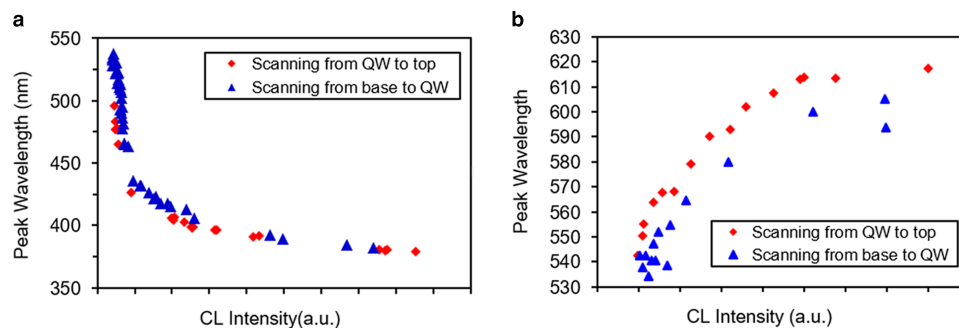 a
550
500
450
400
350
Peak Wavelength (nm)
Scanning from QW to top
Scanning from base to QW
CL Intensity(a.u.)
b
630
620
610
600
590
580
570
560
550
540
530
Peak Wavelength
Scanning from QW to top
Scanning from base to QW
CL Intensity (a.u.)